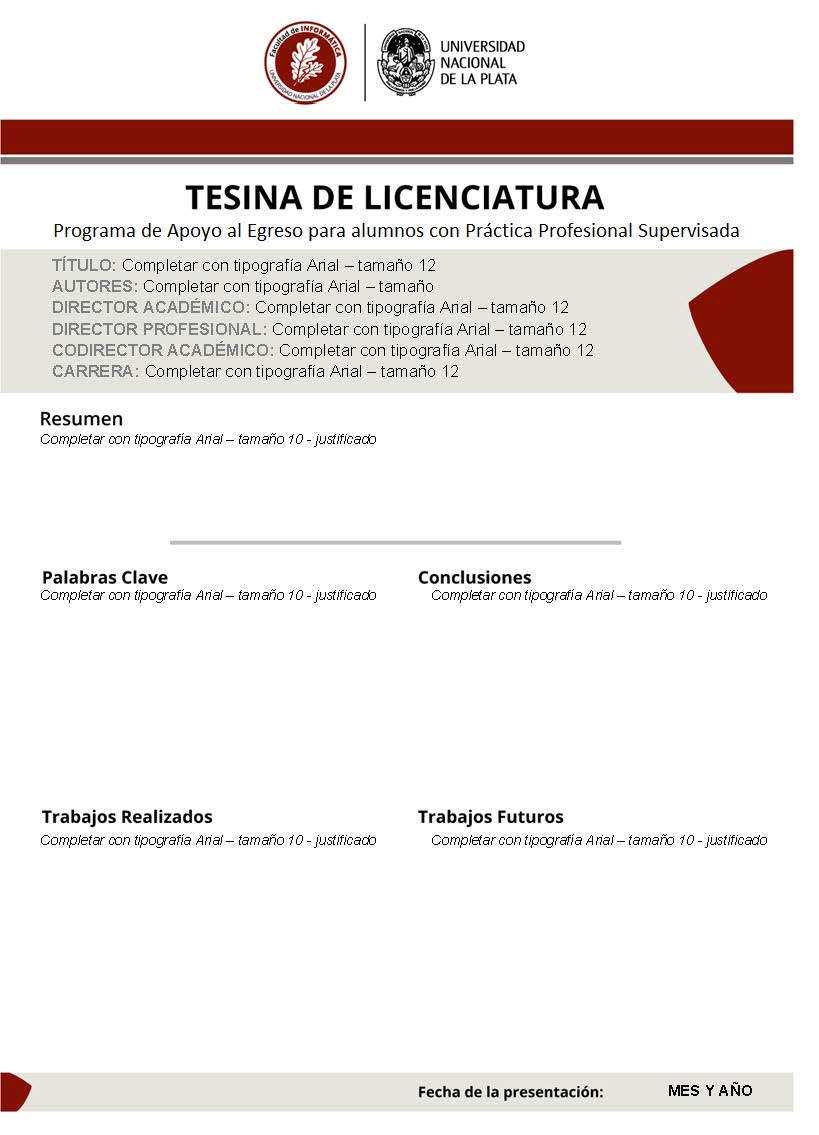 Facultad de INFORMÁTICA
UNIVERSIDAD NACIONAL DE LA PLATA
UNIVERSIDAD
NACIONAL
DE LA PLATA
TESINA DE LICENCIATURA
Programa de Apoyo al Egreso para alumnos con Práctica Profesional Supervisada
TÍTULO: Completar con tipografía Arial – tamaño 12
AUTORES: Completar con tipografía Arial – tamaño
DIRECTOR ACADÉMICO: Completar con tipografía Arial – tamaño 12
DIRECTOR PROFESIONAL: Completar con tipografía Arial – tamaño 12
CODIRECTOR ACADÉMICO: Completar con tipografía Arial – tamaño 12
CARRERA: Completar con tipografía Arial – tamaño 12
Resumen
Completar con tipografía Arial – tamaño 10 - justificado
Palabras Clave
Completar con tipografía Arial – tamaño 10 - justificado
Conclusiones
Completar con tipografía Arial – tamaño 10 - justificado
Trabajos Realizados
Completar con tipografía Arial – tamaño 10 - justificado
Trabajos Futuros
Completar con tipografía Arial – tamaño 10 - justificado
Fecha de la presentación: MES Y AÑO